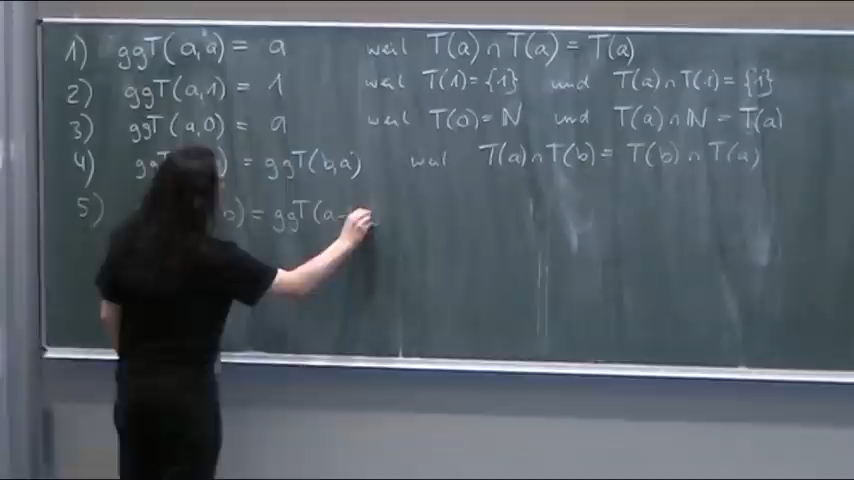 1) ggT(a,a) = a weil T(a) ∩ T(a) = T(a)
2) ggT(a,1) = 1 weil T(1) = {1} und T(a) ∩ T(1) = {1}
3) ggT(a,0) = a weil T(0) = ℕ und T(a) ∩ ℕ = T(a)
4) ggT ) = ggT(b,a) weil T(a) ∩ T(b) = T(b) ∩ T(a)
5) b) = ggT(a-